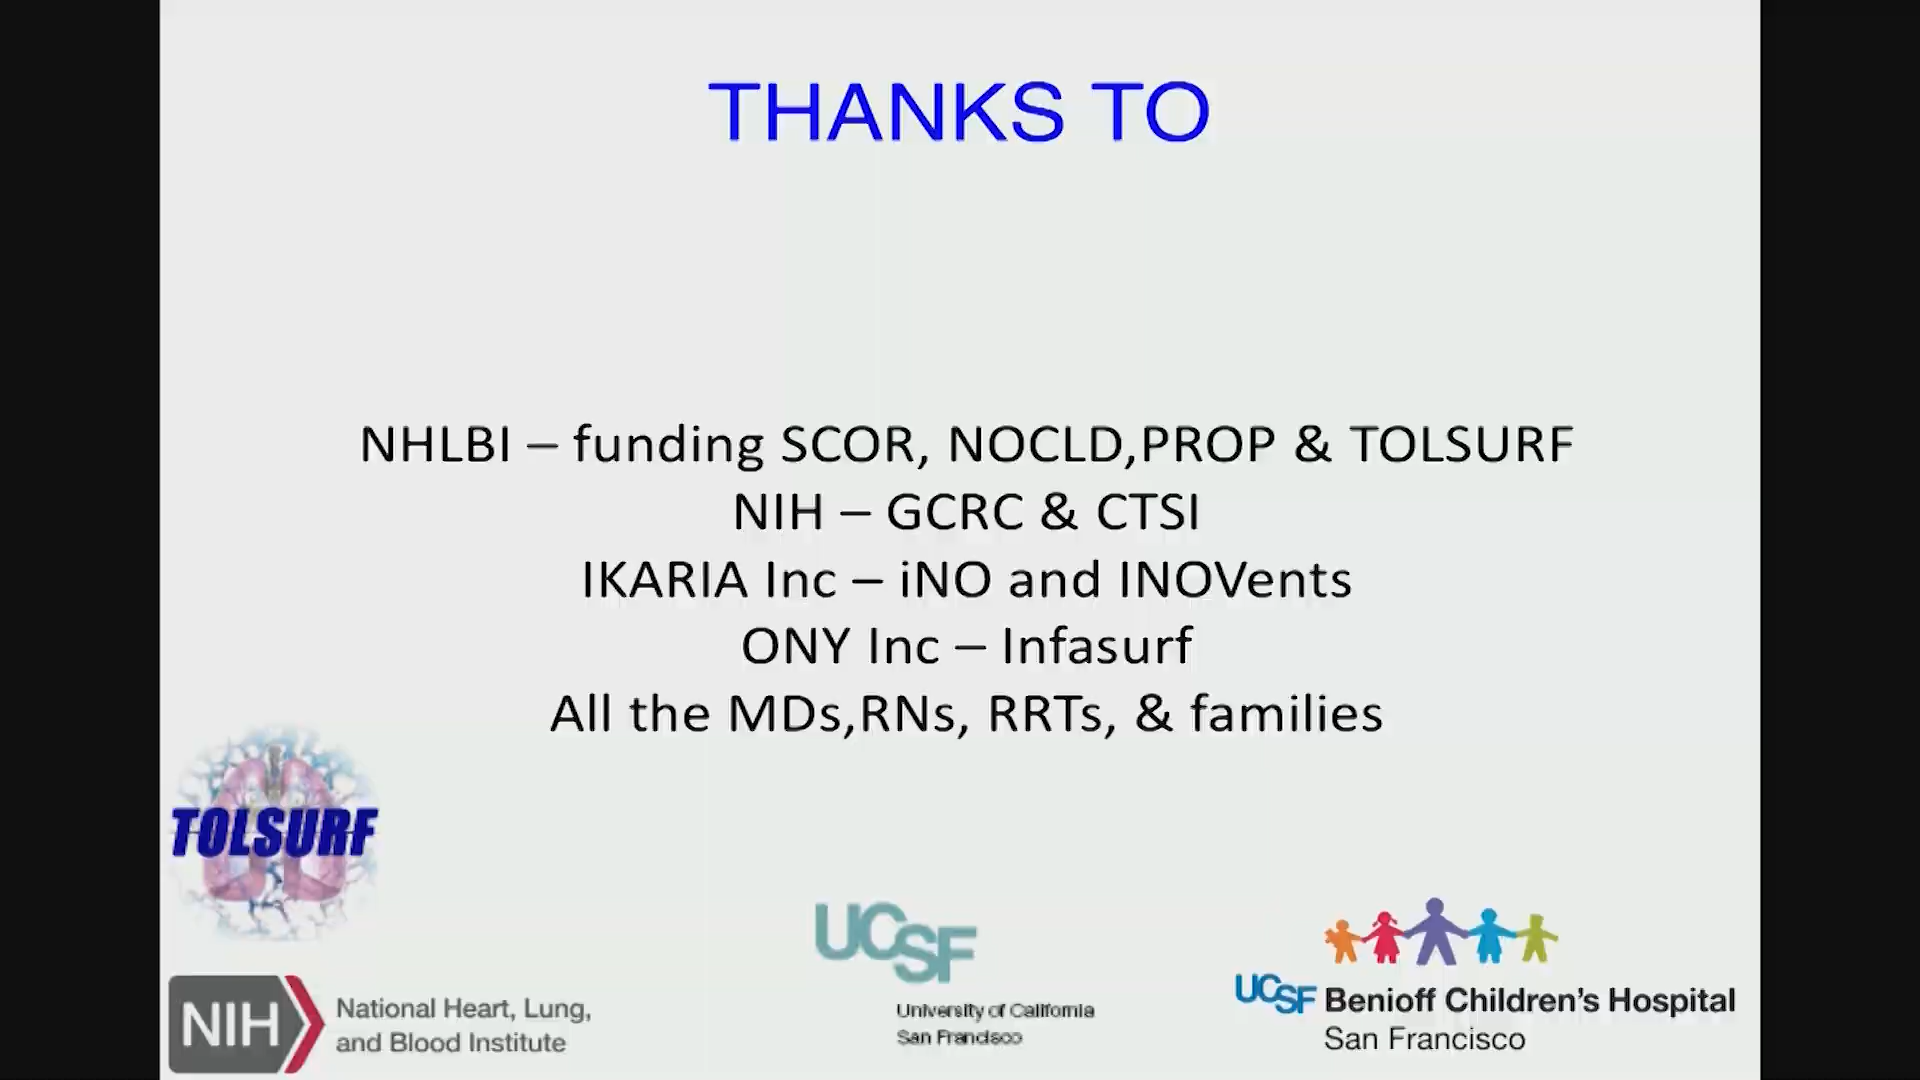 THANKS TO
NHLBI – funding SCOR, NOCLD,PROP & TOLSURF
NIH – GCRC & CTSI
IKARIA Inc – iNO and INOVents
ONY Inc – Infasurf
All the MDs,RNs, RRTs, & families
TOLSURF
NIH
National Heart, Lung,
and Blood Institute
UCSF
University of California
San Francisco
UCSF Benioff Children's Hospital
San Francisco